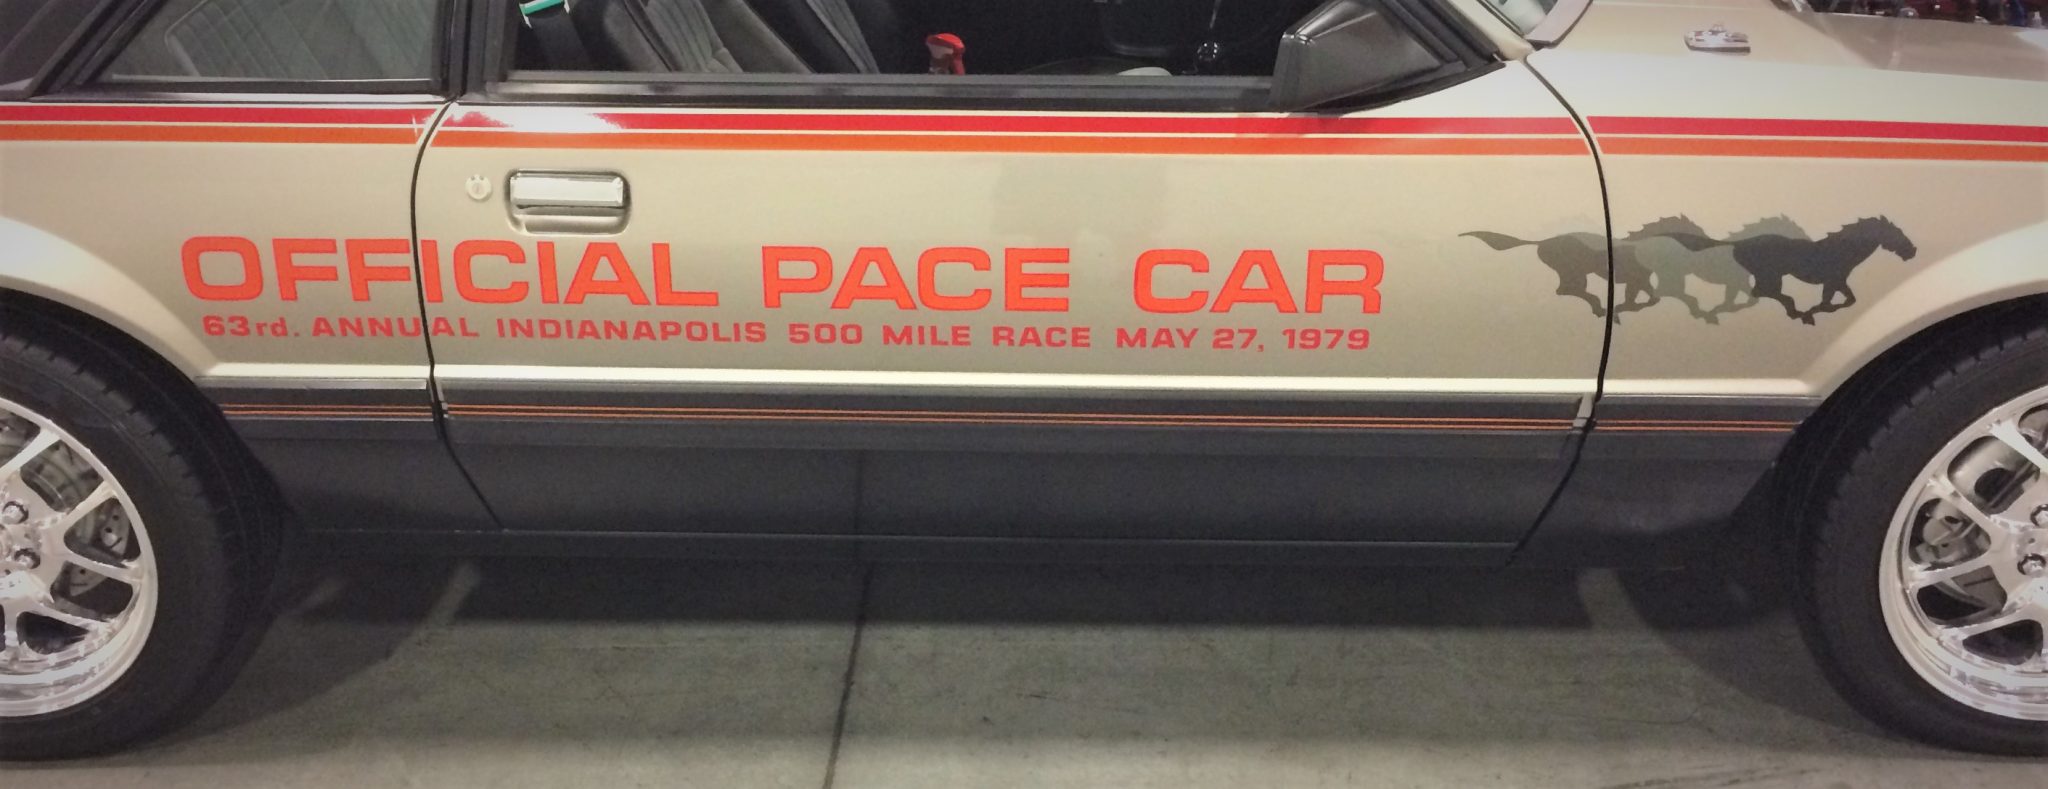 OFFICIAL PACE CAR
63rd. ANNUAL INDIANAPOLIS 500 MILE RACE MAY 27, 1979